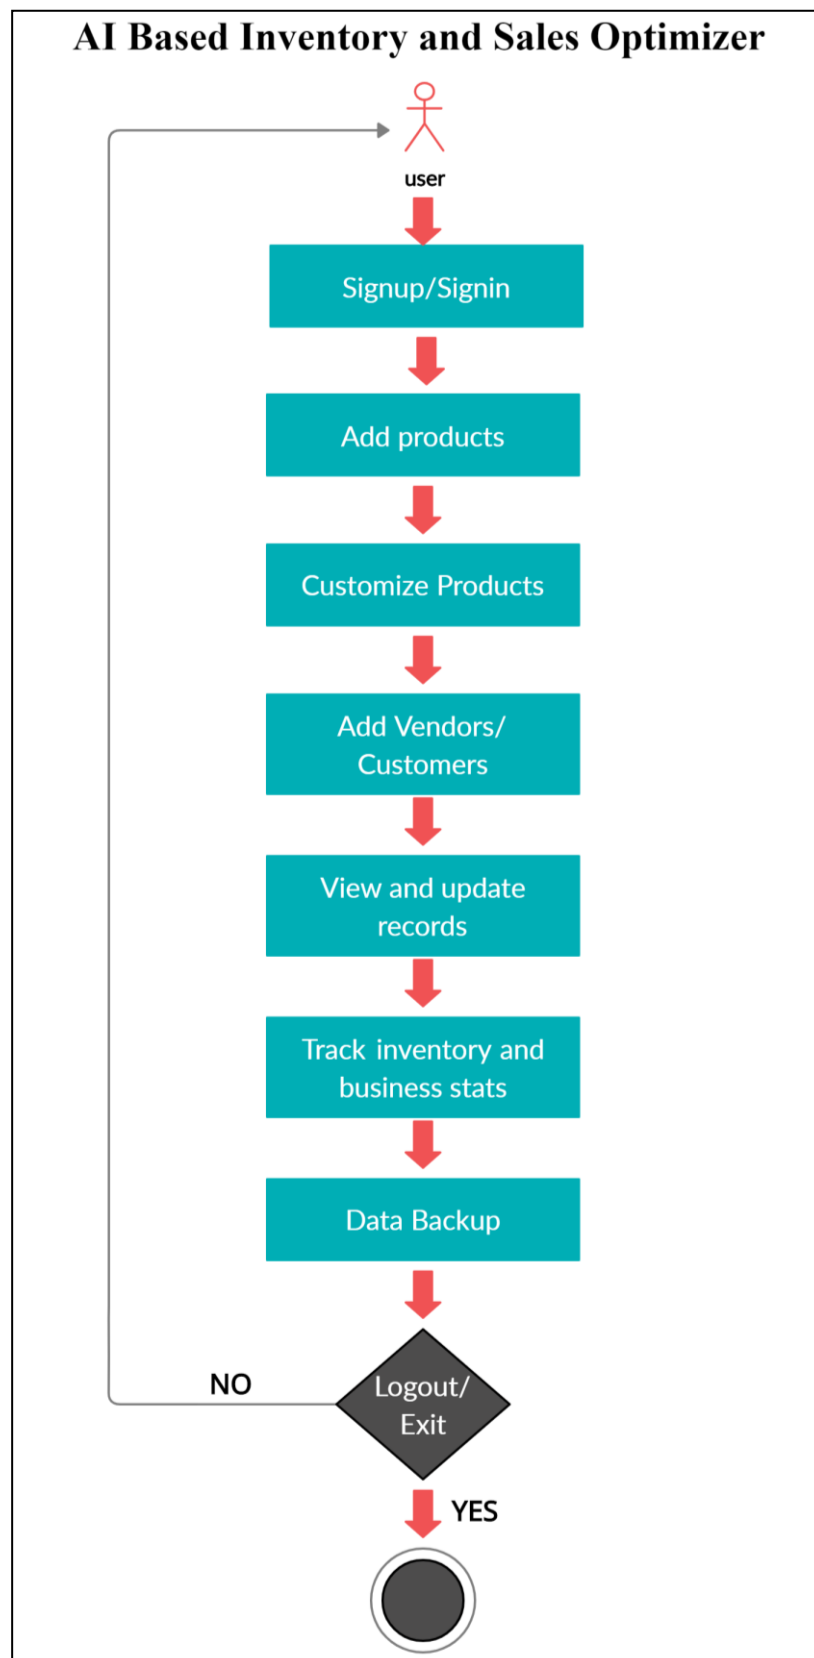 AI Based Inventory and Sales Optimizer
user
Signup/Signin
Add products
Customize Products
Add Vendors/
Customers
View and update
records
Track inventory and
business stats
Data Backup
Logout/
Exit
NO
YES